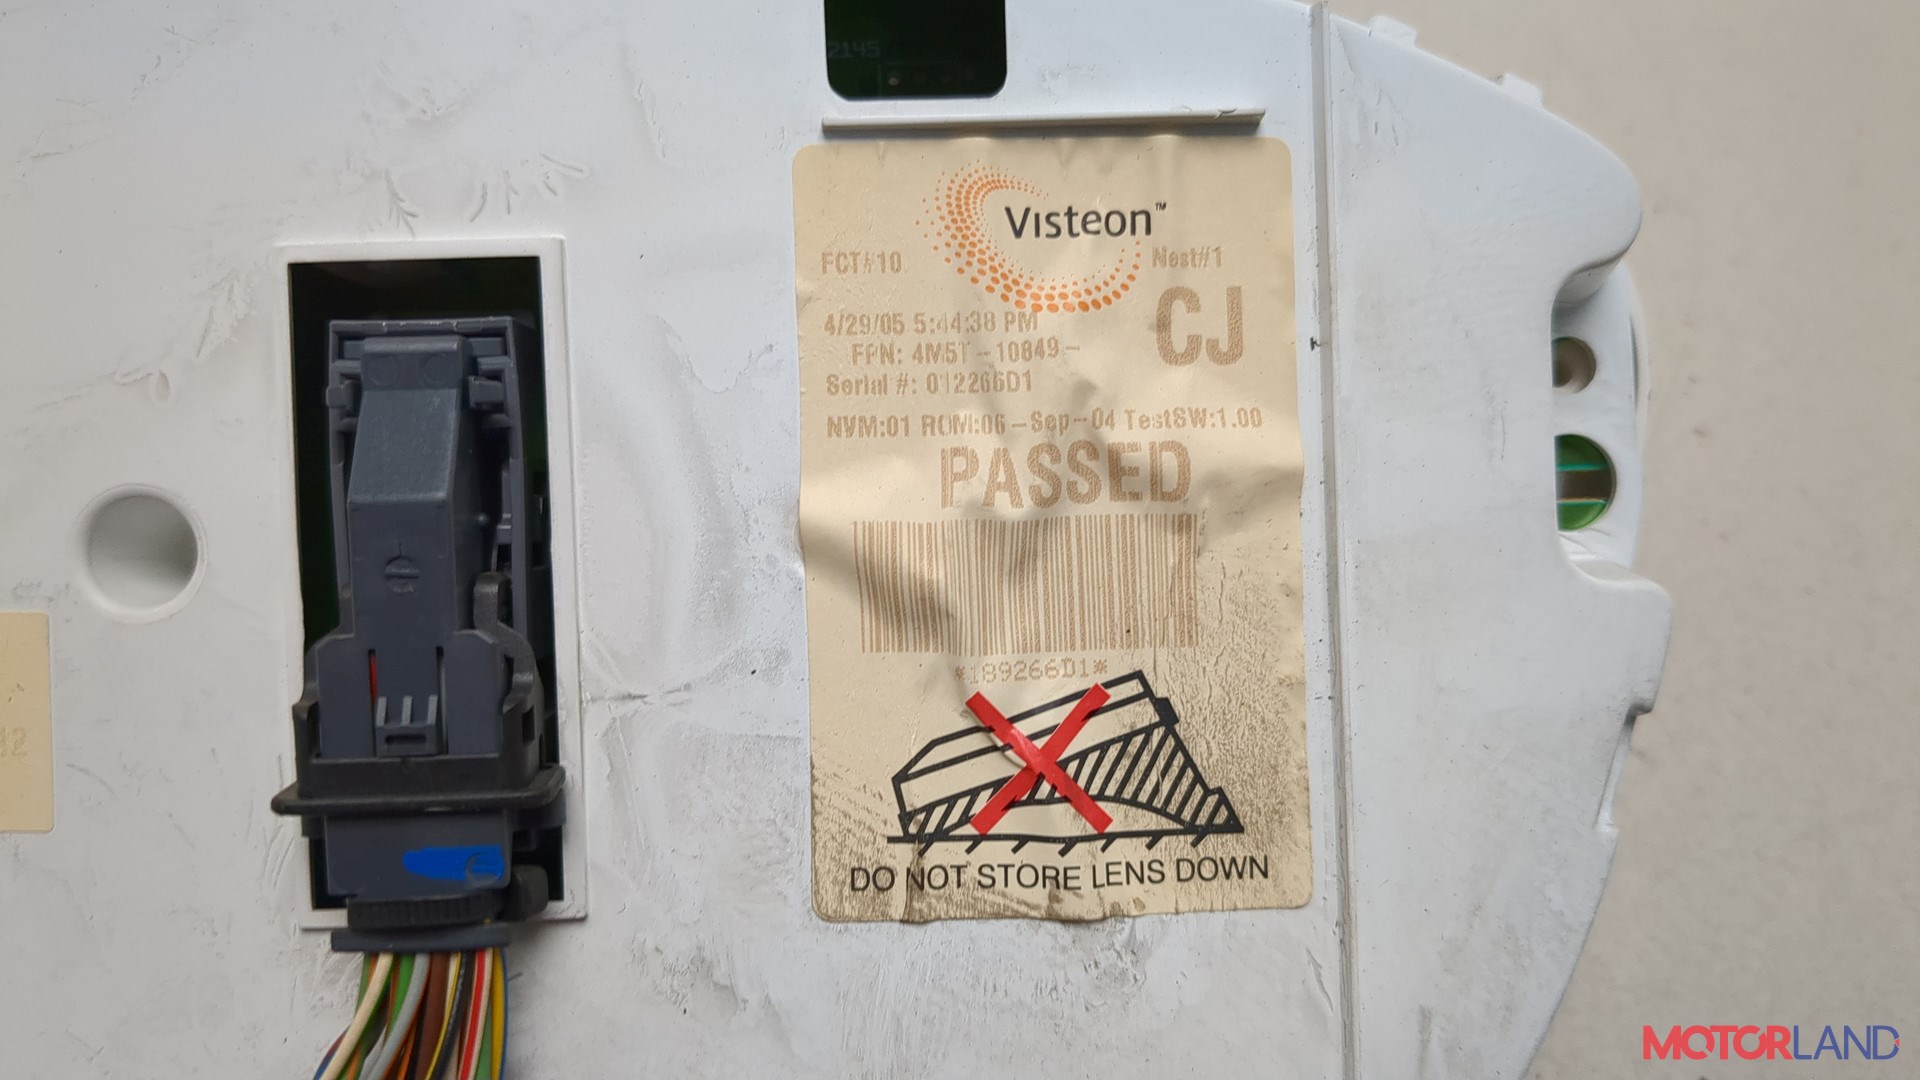 2145
Visteon™
FCT#10
Nest#1
CJ
4/29/05 5:44:38 PM
FPN: 4M5T-10849-
Serial #: 012266D1
NVM:01 ROM:06-Sep-04 TestSW:1.00
PASSED
*189266D1*
DO NOT STORE LENS DOWN
12
MOTORLAND